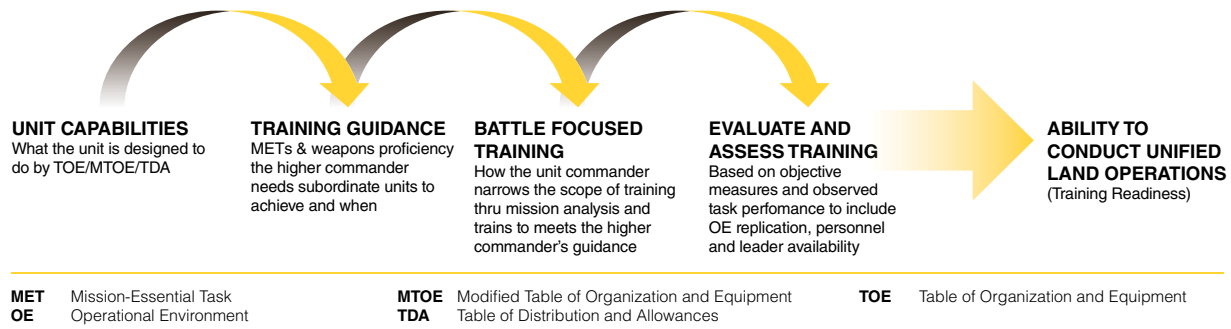 UNIT CAPABILITIES
What the unit is designed to
do by TOE/MTOE/TDA
TRAINING GUIDANCE
METs & weapons proficiency
the higher commander
needs subordinate units to
achieve and when
BATTLE FOCUSED
TRAINING
How the unit commander
narrows the scope of training
thru mission analysis and
trains to meets the higher
commander's guidance
EVALUATE AND
ASSESS TRAINING
Based on objective
measures and observed
task perfomance to include
OE replication, personnel
and leader availability
ABILITY TO
CONDUCT UNIFIED
LAND OPERATIONS
(Training Readiness)
MET Mission-Essential Task
OE Operational Environment
MTOE Modified Table of Organization and Equipment
TDA Table of Distribution and Allowances
TOE Table of Organization and Equipment